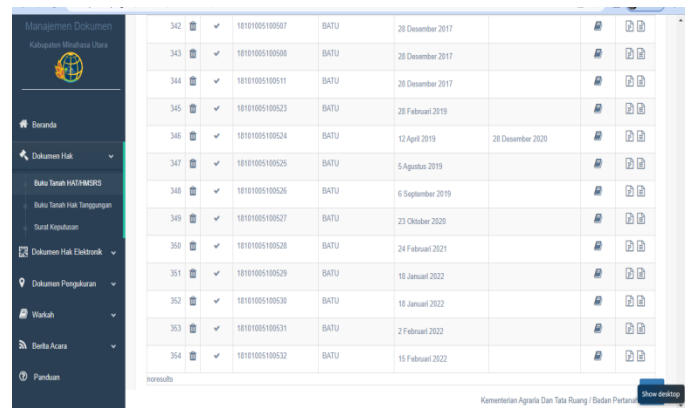 Manajemen Dokumen
Kabupaten Minahasa Utara
Beranda
Dokumen Hak
Buku Tanah HAT/HMSRS
Buku Tanah Hak Tanggungan
Surat Keputusan
Dokumen Hak Elektronik
Dokumen Pengukuran
Warkah
Berita Acara
Panduan
342 18101005100507 BATU 28 Desember 2017
343 18101005100508 BATU 28 Desember 2017
344 18101005100511 BATU 28 Desember 2017
345 18101005100523 BATU 28 Februari 2019
346 18101005100524 BATU 12 April 2019 28 Desember 2020
347 18101005100525 BATU 5 Agustus 2019
348 18101005100526 BATU 6 September 2019
349 18101005100527 BATU 23 Oktober 2020
350 18101005100528 BATU 24 Februari 2021
351 18101005100529 BATU 18 Januari 2022
352 18101005100530 BATU 18 Januari 2022
353 18101005100531 BATU 2 Februari 2022
354 18101005100532 BATU 15 Februari 2022
noresults
Kementerian Agraria Dan Tata Ruang / Badan Pertanah
Show desktop